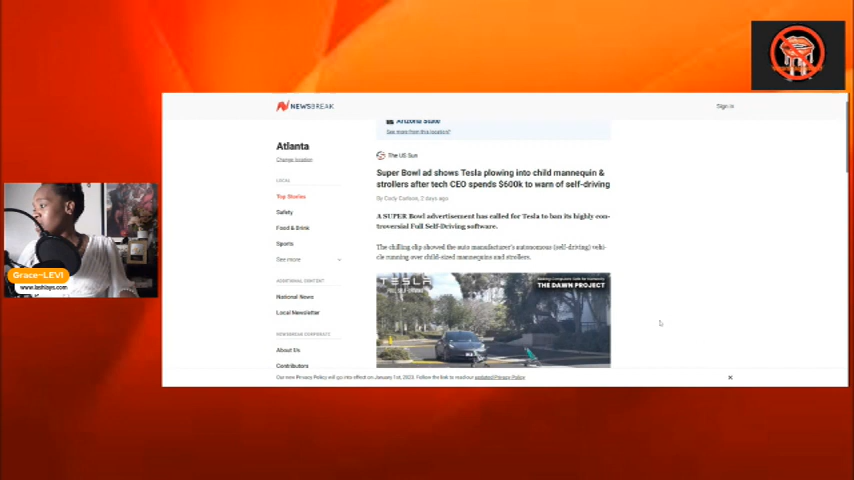 NEWSBREAK
Sign in
Arizona State
See more from this location?
Atlanta
Change location
The US Sun
LOCAL
Super Bowl ad shows Tesla plowing into child mannequin &
strollers after tech CEO spends $600k to warn of self-driving
Top Stories
By Cody Carlson, 2 days ago
Safety
A SUPER Bowl advertisement has called for Tesla to ban its highly con-
troversial Full Self-Driving software.
Food & Drink
Sports
The chilling clip showed the auto manufacturer's autonomous (self-driving) vehi-
cle running over child-sized mannequins and strollers.
See more
ADDITIONAL CONTENT
TESLA
THE DAWN PROJECT
National News
Local Newsletter
NEWSBREAK CORPORATE
About Us
Contributors
Our new Privacy Policy will go into effect on January 1st, 2023. Follow the link to read our updated Privacy Policy.
Grace-LEVI